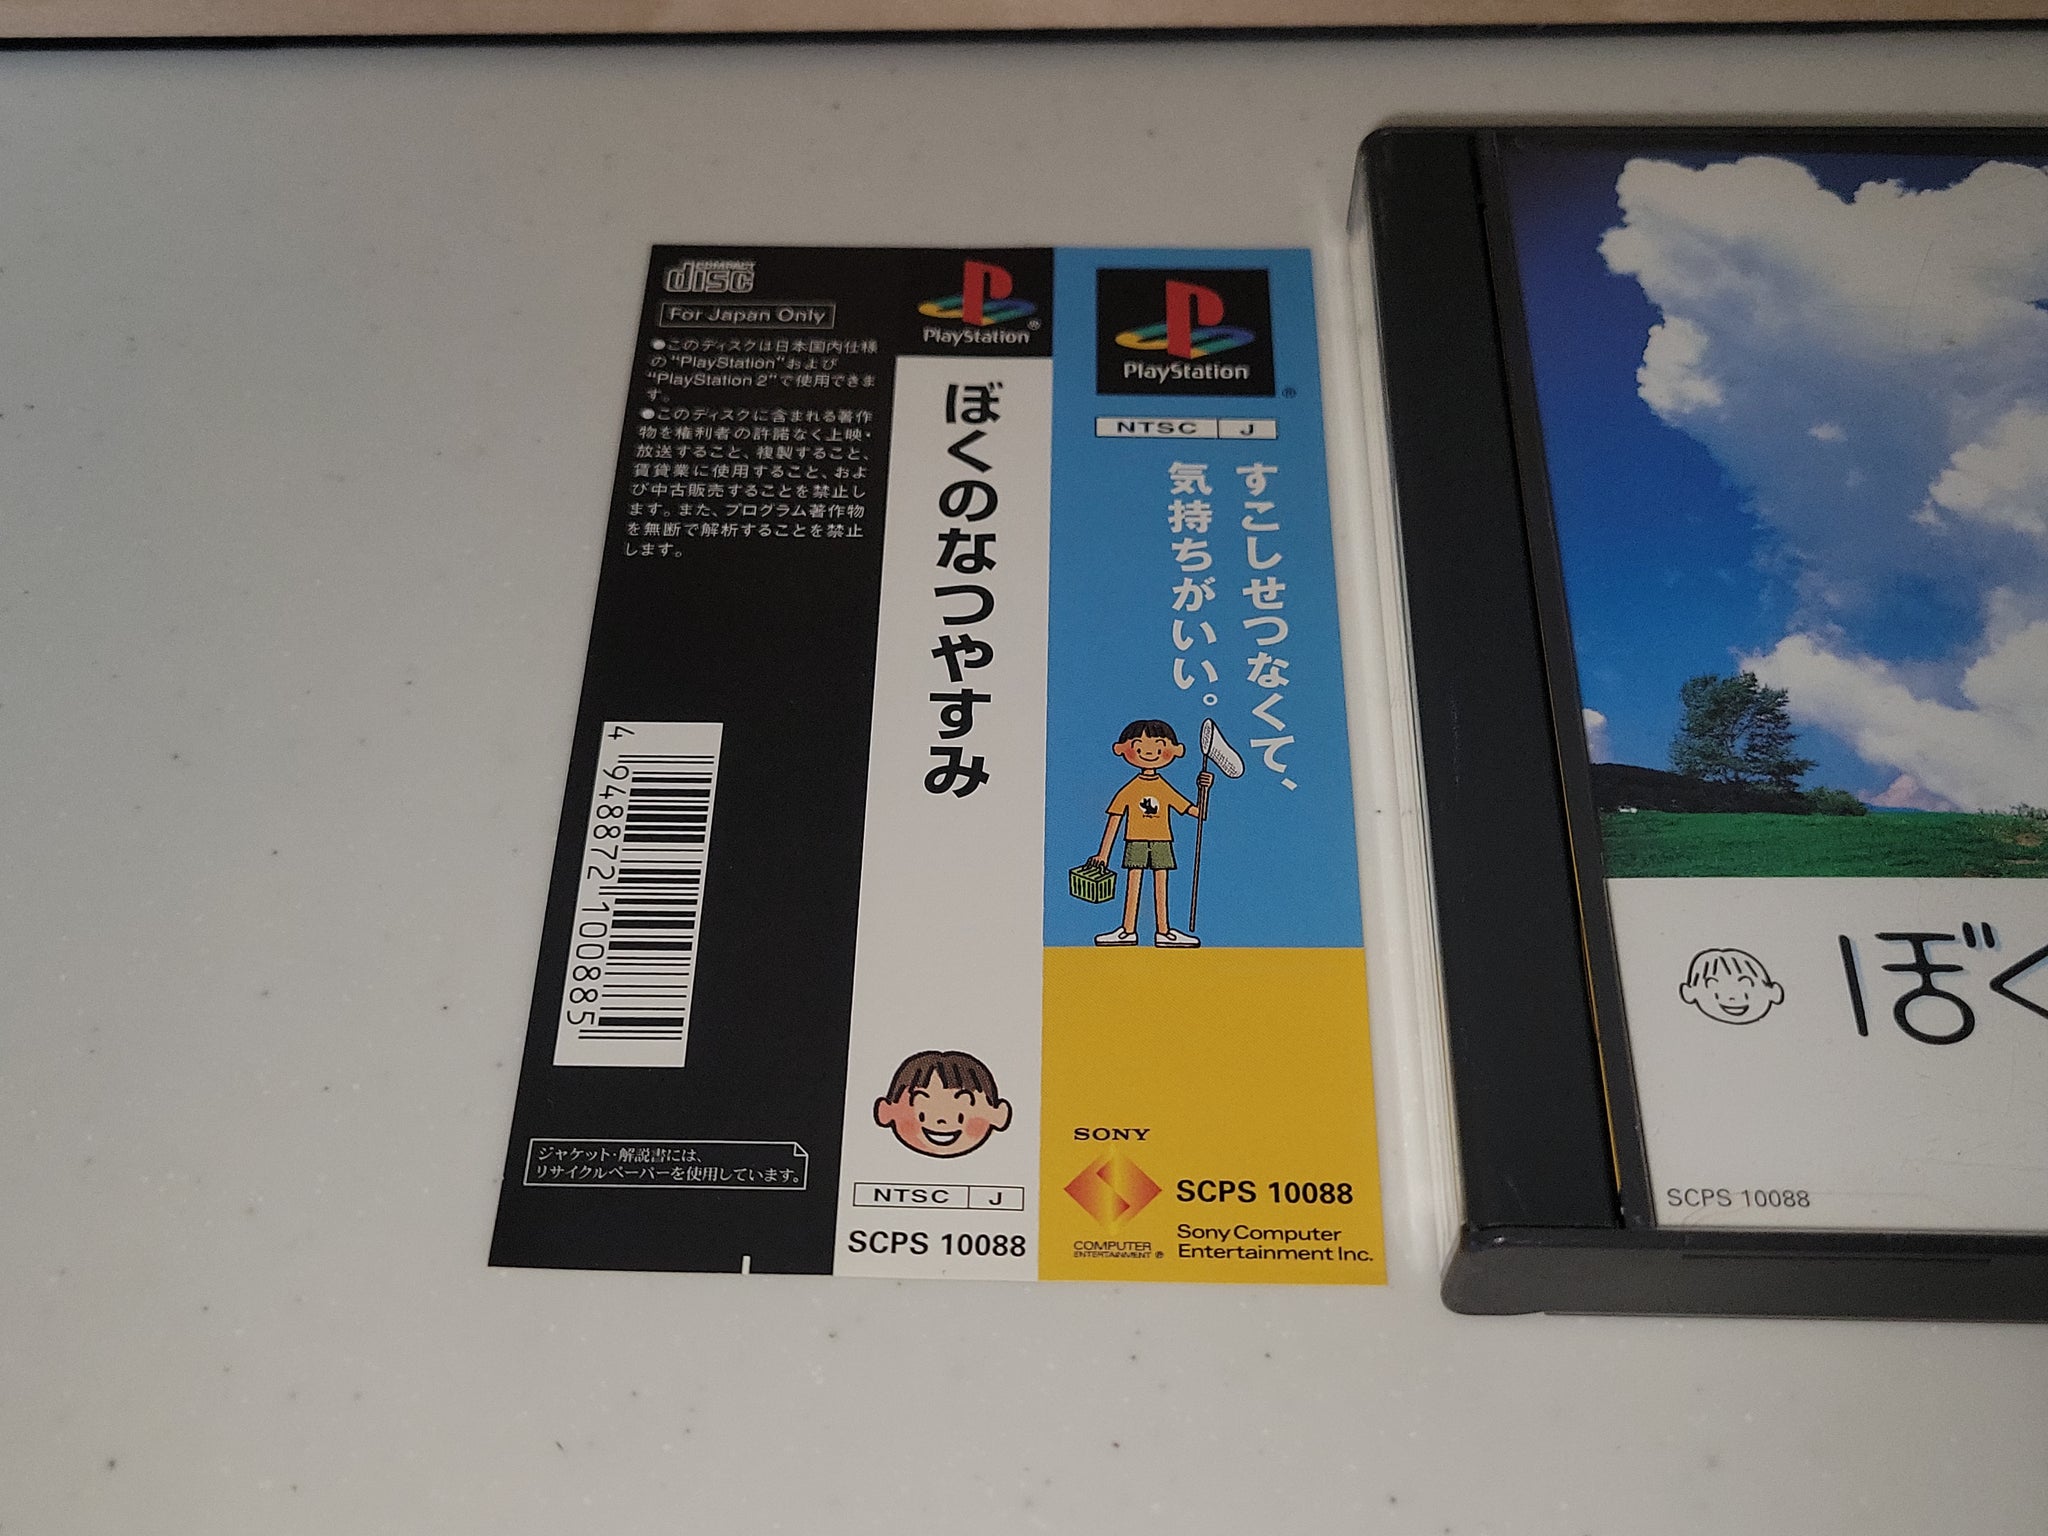 COMPACT
disc
For Japan Only
●このディスクは日本国内仕様
の"PlayStation"および
"PlayStation 2"で使用できま
す。
●このディスクに含まれる著作
物を権利者の許諾なく上映・
放送すること、複製すること、
賃貸業に使用すること、およ
び中古販売することを禁止し
ます。また、プログラム著作物
を無断で解析することを禁止
します。
4 948872 100885
ジャケット・解説書には、
リサイクルペーパーを使用しています。
PlayStation®
ぼくのなつやすみ
NTSC J
SCPS 10088
PlayStation
®
NTSC J
すこしせつなくて、
気持ちがいい。
SONY
COMPUTER
ENTERTAINMENT ®
SCPS 10088
Sony Computer
Entertainment Inc.
ぼく
SCPS 10088